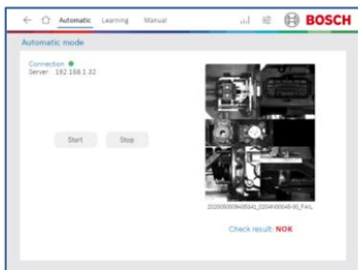 Automatic Learning Manual
BOSCH
Automatic mode
Connection
Server: 192.168.1.32
Start Stop
Check result: NOK